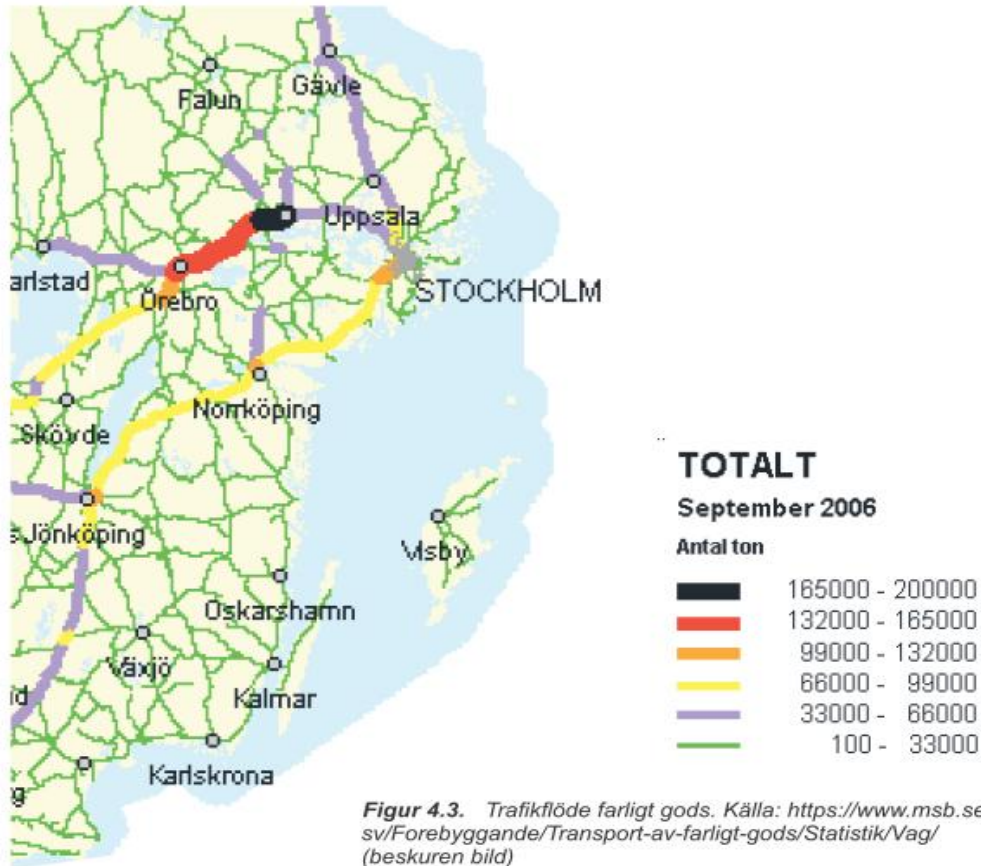 Falun
Gävle
Uppsala
arlstad
Örebro
STOCKHOLM
Norrköping
Skövde
s Jönköping
Visby
Oskarshamn
Växjö
id
Kalmar
Karlskrona
g
TOTALT
September 2006
Antal ton
165000 - 200000
132000 - 165000
99000 - 132000
66000 - 99000
33000 - 66000
100 - 33000
Figur 4.3. Trafikflöde farligt gods. Källa: https://www.msb.se
sv/Forebyggande/Transport-av-farligt-gods/Statistik/Vag/
(beskuren bild)